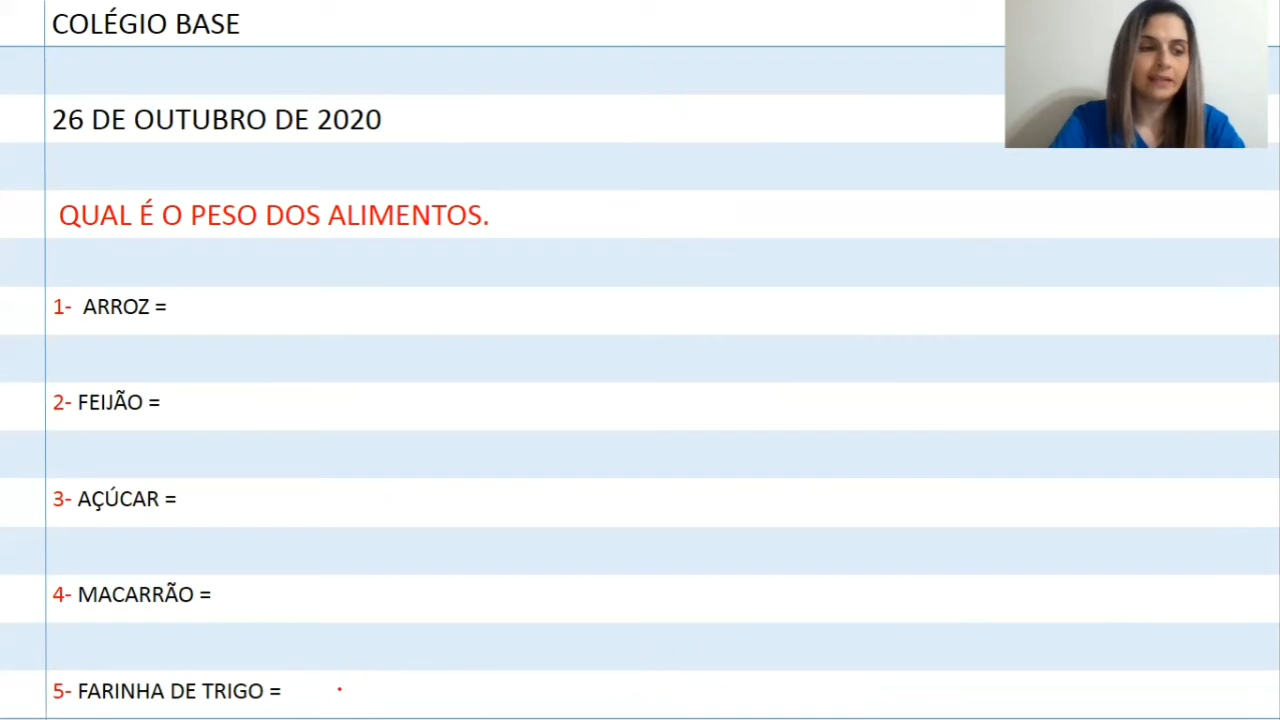 COLÉGIO BASE
26 DE OUTUBRO DE 2020
QUAL É O PESO DOS ALIMENTOS.
1- ARROZ =
2- FEIJÃO =
3- AÇÚCAR =
4- MACARRÃO =
5- FARINHA DE TRIGO =